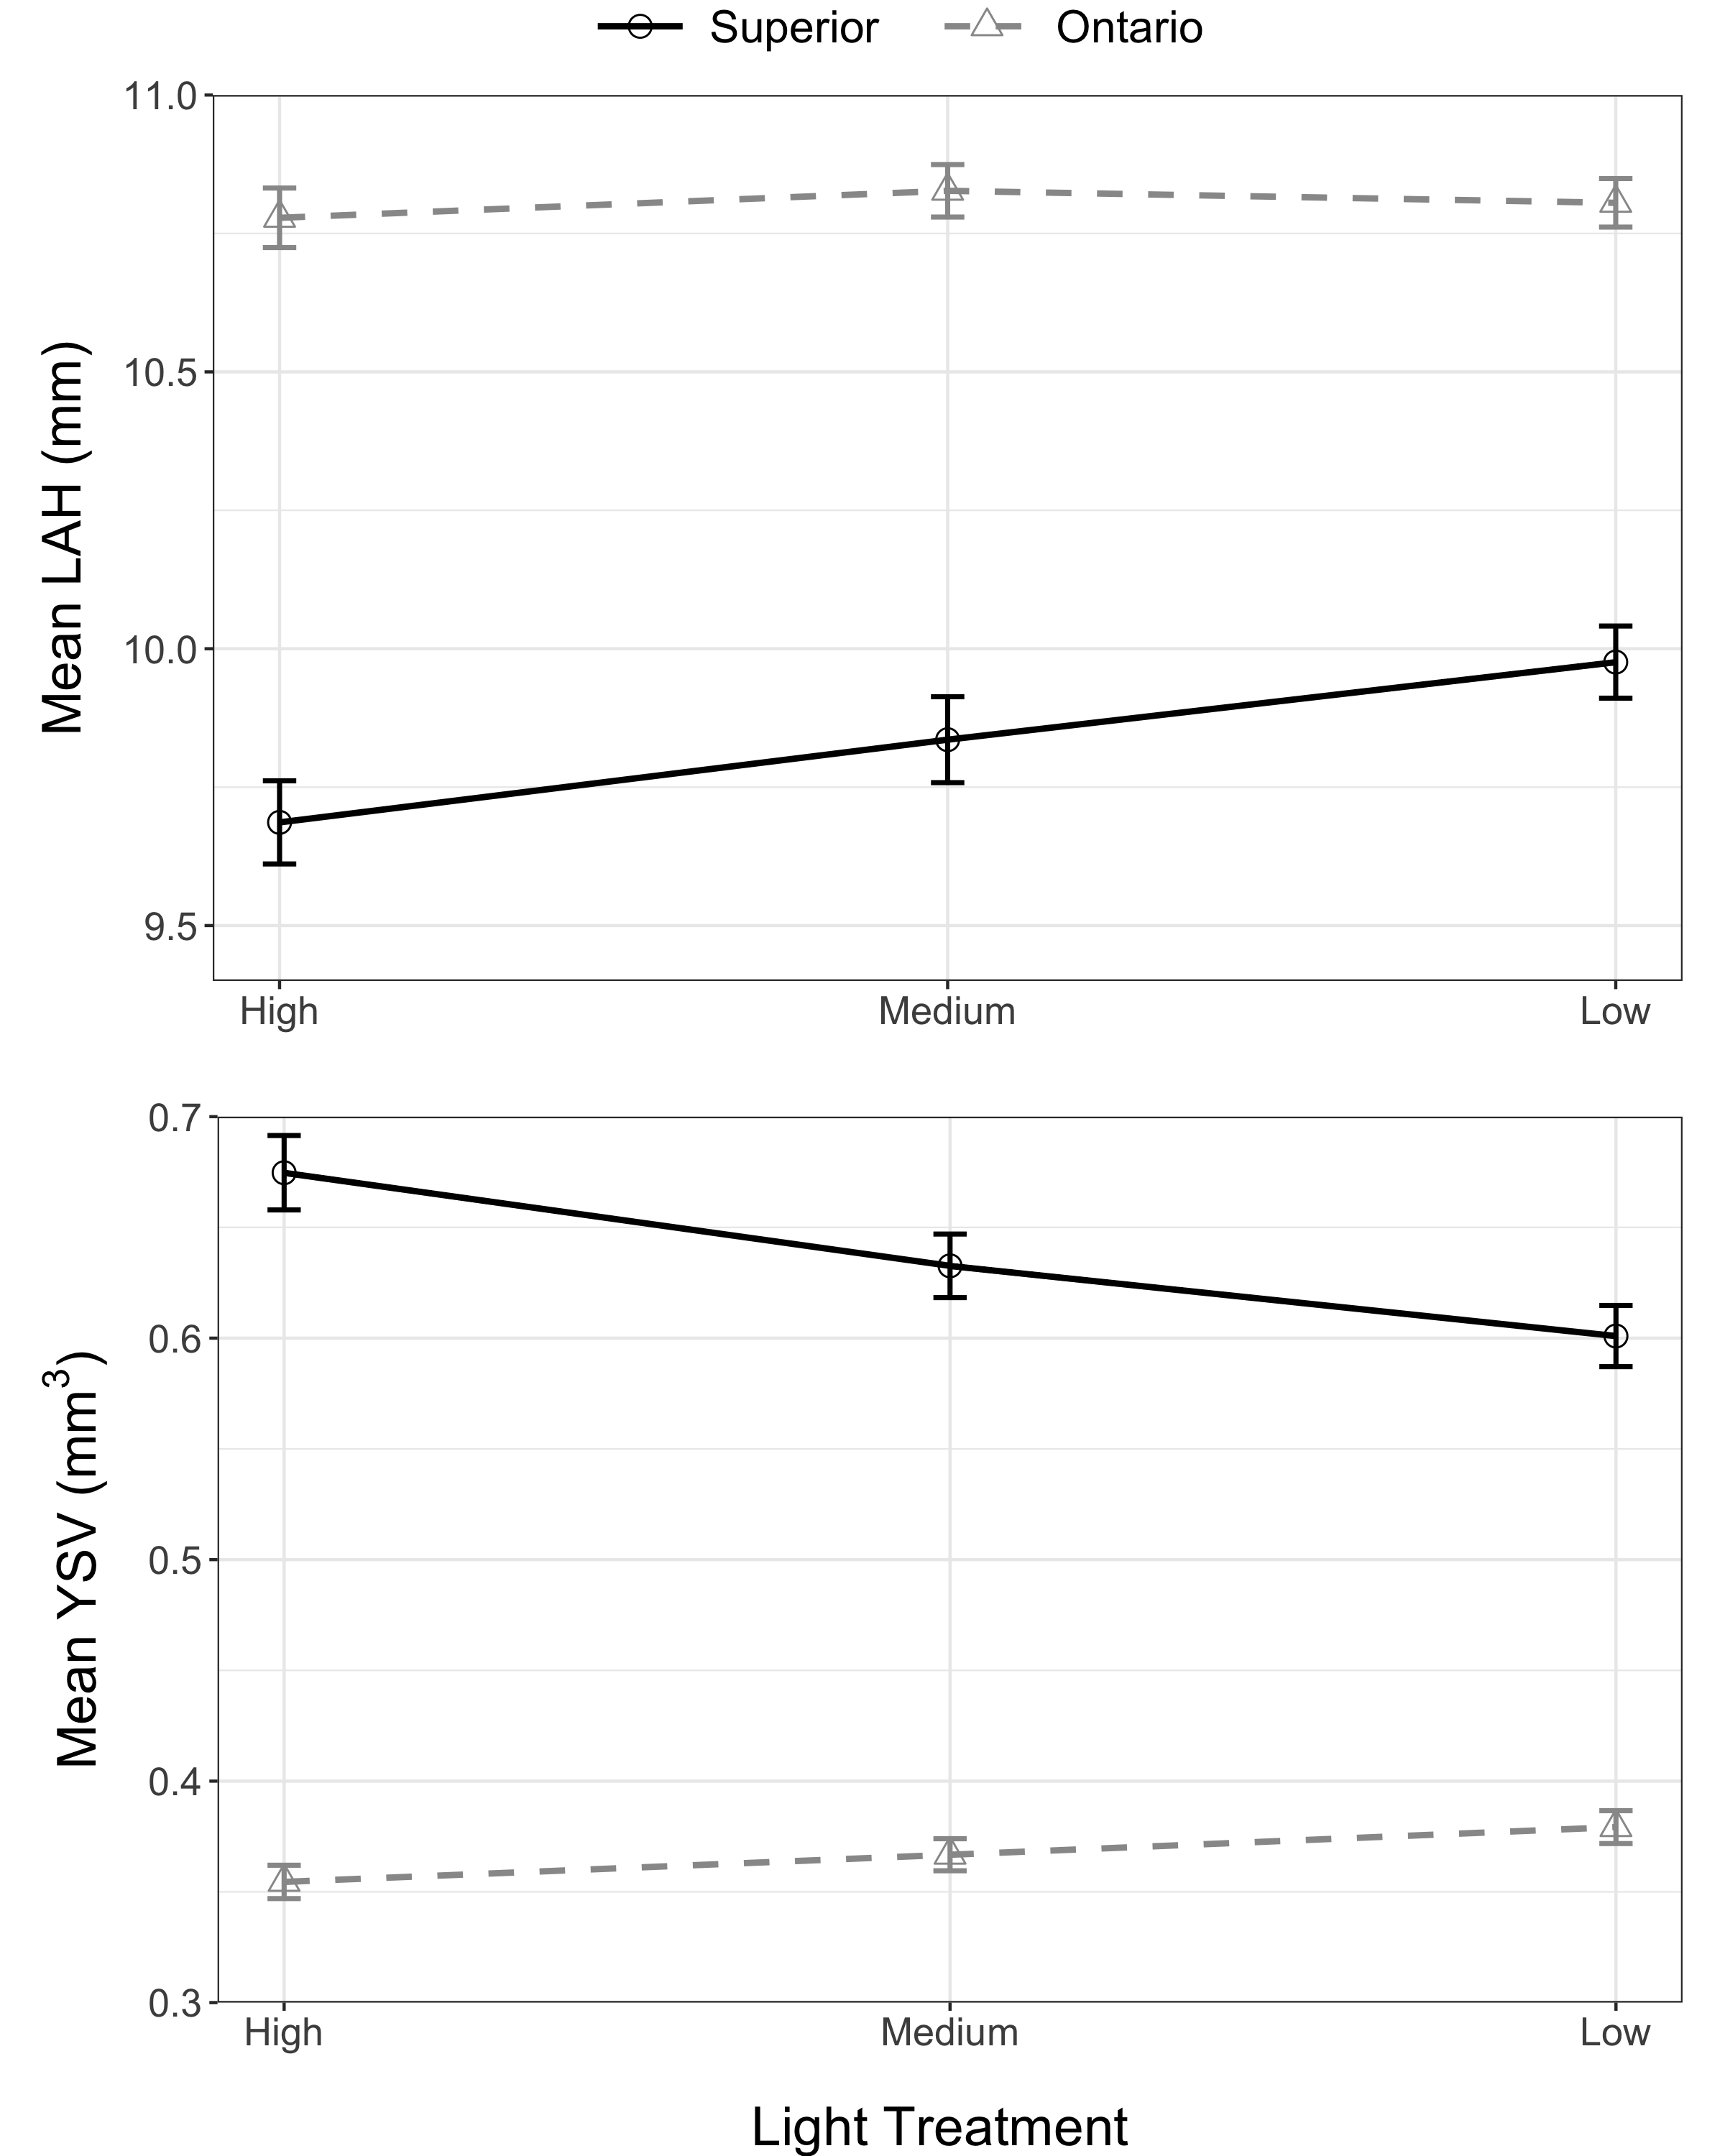 Superior Ontario
11.0
10.5
10.0
9.5
Mean LAH (mm)
High Medium Low
0.7
0.6
0.5
0.4
0.3
Mean YSV (mm³)
High Medium Low
Light Treatment